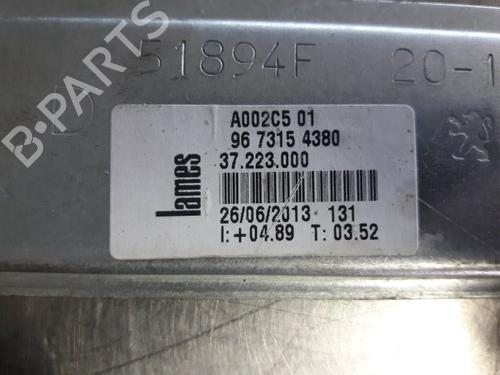 51894F 20-1
A002C5 01
96 7315 4380
37.223.000
lames
26/06/2013 131
I:+04.89 T: 03.52
B-PARTS